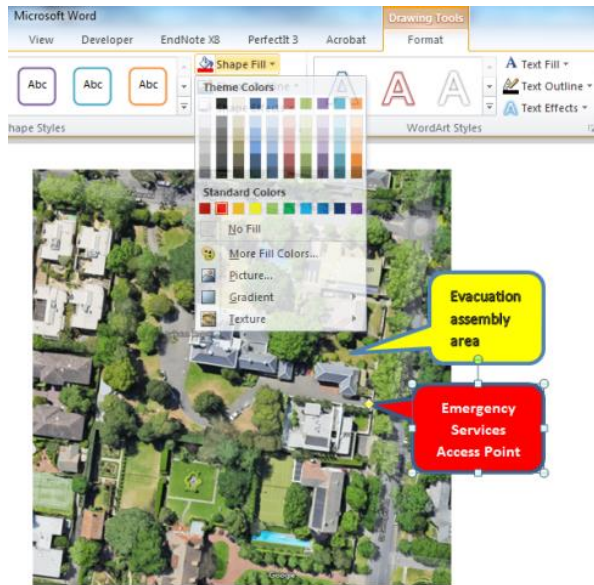 Microsoft Word
Drawing Tools
View Developer EndNote X8 PerfectIt 3 Acrobat Format
Abc Abc Abc
Shape Fill
A Text Fill
Text Outline
Text Effects
hape Styles
WordArt Styles
Theme Colors
Standard Colors
No Fill
More Fill Colors...
Picture...
Gradient
Texture
Evacuation
assembly
area
Emergency
Services
Access Point
Google